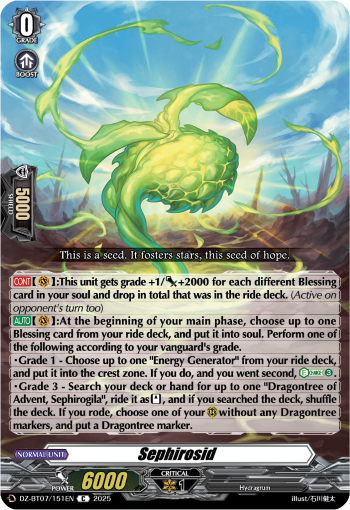 0
GRADE
BOOST
5000
SHIELD
This is a seed. It fosters stars, this seed of hope.
CONT [ ]:This unit gets grade +1/ +2000 for each different Blessing
card in your soul and drop in total that was in the ride deck. (Active on
opponent's turn too)
AUTO [ ]:At the beginning of your main phase, choose up to one
Blessing card from your ride deck, and put it into soul. Perform one of
the following according to your vanguard's grade.
·Grade 1 - Choose up to one "Energy Generator" from your ride deck,
and put it into the crest zone. If you do, and you went second, E CHARGE 3.
·Grade 3 - Search your deck or hand for up to one "Dragontree of
Advent, Sephirogila", ride it as [ ], and if you searched the deck, shuffle
the deck. If you rode, choose one of your without any Dragontree
markers, and put a Dragontree marker.
NORMAL UNIT
Sephirosid
POWER 6000
CRITICAL
1
Hydragrum
DZ-BT07/151EN C 2025
illust/石川健太